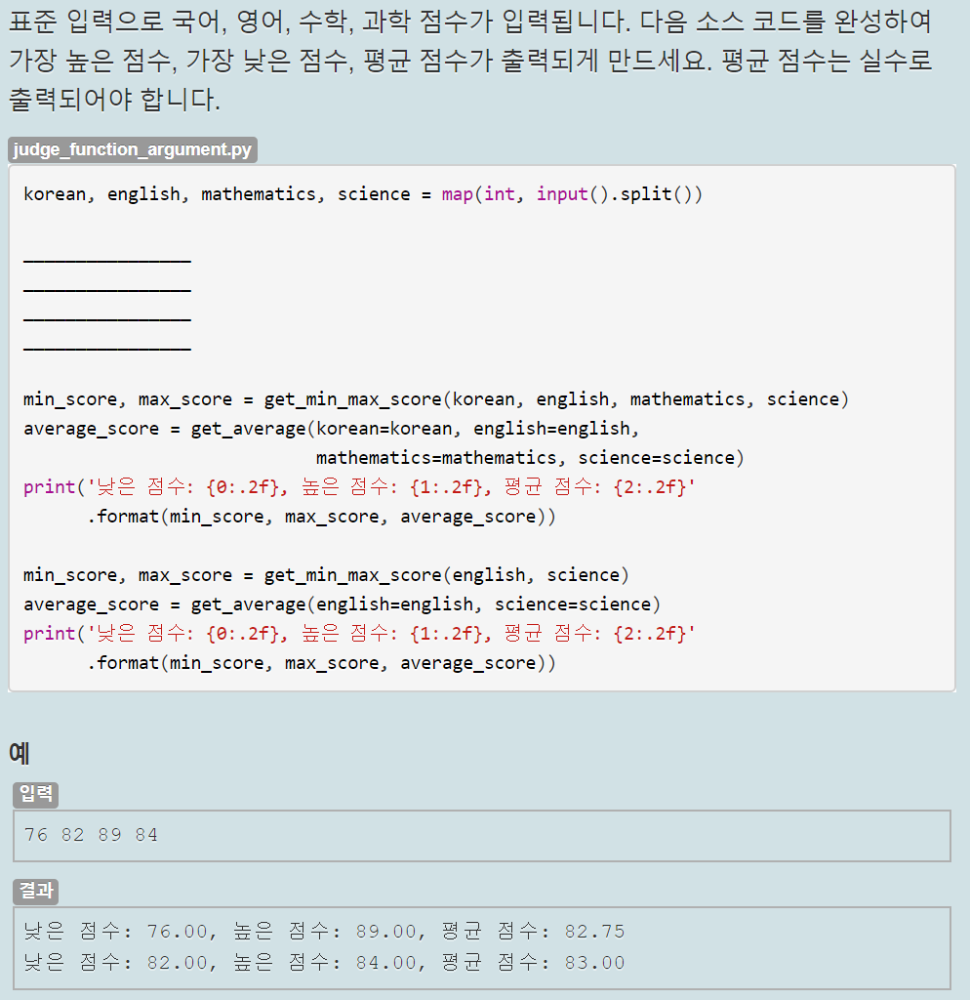 표준 입력으로 국어, 영어, 수학, 과학 점수가 입력됩니다. 다음 소스 코드를 완성하여
가장 높은 점수, 가장 낮은 점수, 평균 점수가 출력되게 만드세요. 평균 점수는 실수로
출력되어야 합니다.
judge_function_argument.py
korean, english, mathematics, science = map(int, input().split())
________________
________________
________________
________________
min_score, max_score = get_min_max_score(korean, english, mathematics, science)
average_score = get_average(korean=korean, english=english,
                            mathematics=mathematics, science=science)
print('낮은 점수: {0:.2f}, 높은 점수: {1:.2f}, 평균 점수: {2:.2f}'
      .format(min_score, max_score, average_score))
min_score, max_score = get_min_max_score(english, science)
average_score = get_average(english=english, science=science)
print('낮은 점수: {0:.2f}, 높은 점수: {1:.2f}, 평균 점수: {2:.2f}'
      .format(min_score, max_score, average_score))
예
입력
76 82 89 84
결과
낮은 점수: 76.00, 높은 점수: 89.00, 평균 점수: 82.75
낮은 점수: 82.00, 높은 점수: 84.00, 평균 점수: 83.00